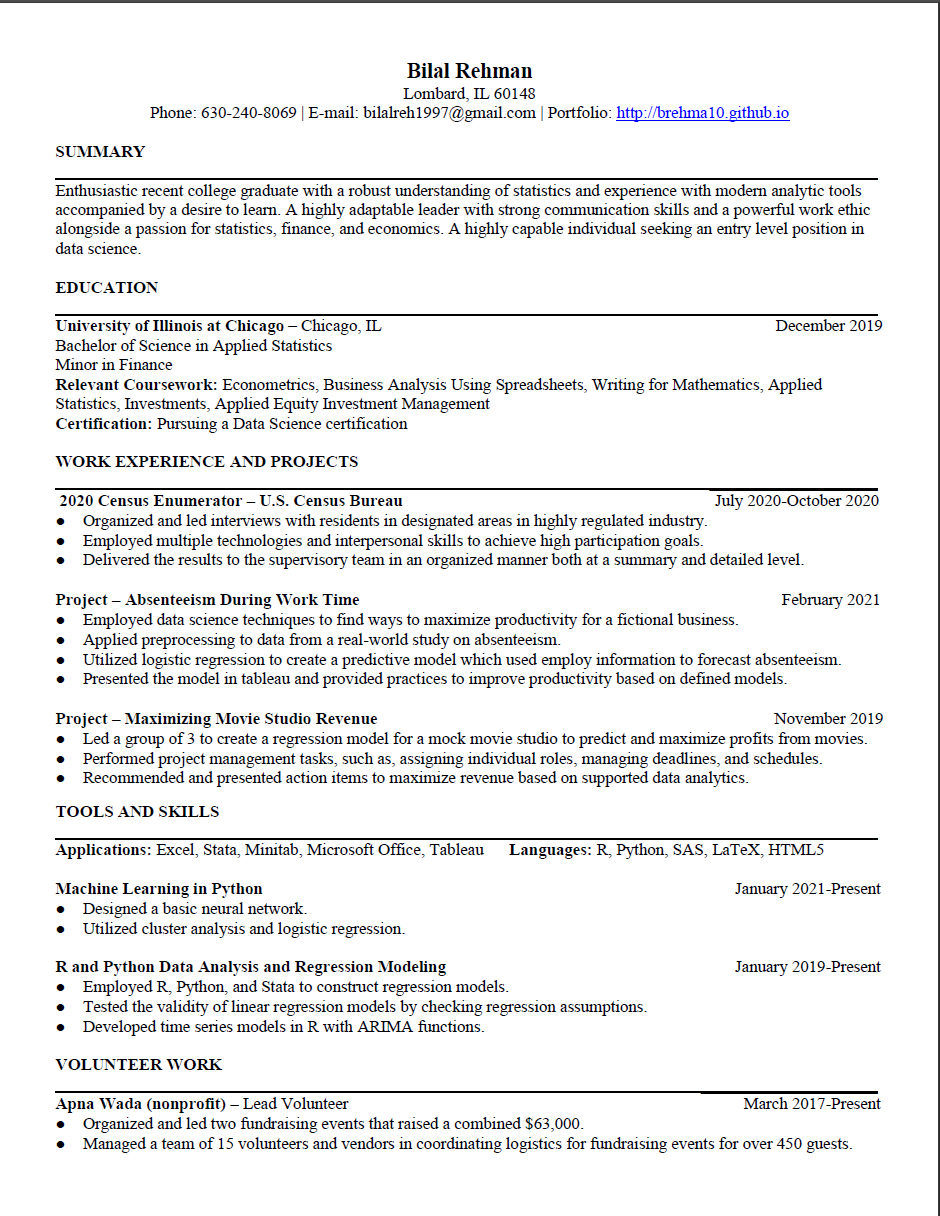 Bilal Rehman
Lombard, IL 60148
Phone: 630-240-8069 | E-mail: bilalreh1997@gmail.com | Portfolio: http://brehma10.github.io
SUMMARY
Enthusiastic recent college graduate with a robust understanding of statistics and experience with modern analytic tools
accompanied by a desire to learn. A highly adaptable leader with strong communication skills and a powerful work ethic
alongside a passion for statistics, finance, and economics. A highly capable individual seeking an entry level position in
data science.
EDUCATION
University of Illinois at Chicago – Chicago, IL December 2019
Bachelor of Science in Applied Statistics
Minor in Finance
Relevant Coursework: Econometrics, Business Analysis Using Spreadsheets, Writing for Mathematics, Applied
Statistics, Investments, Applied Equity Investment Management
Certification: Pursuing a Data Science certification
WORK EXPERIENCE AND PROJECTS
2020 Census Enumerator – U.S. Census Bureau July 2020-October 2020
● Organized and led interviews with residents in designated areas in highly regulated industry.
● Employed multiple technologies and interpersonal skills to achieve high participation goals.
● Delivered the results to the supervisory team in an organized manner both at a summary and detailed level.
Project – Absenteeism During Work Time February 2021
● Employed data science techniques to find ways to maximize productivity for a fictional business.
● Applied preprocessing to data from a real-world study on absenteeism.
● Utilized logistic regression to create a predictive model which used employ information to forecast absenteeism.
● Presented the model in tableau and provided practices to improve productivity based on defined models.
Project – Maximizing Movie Studio Revenue November 2019
● Led a group of 3 to create a regression model for a mock movie studio to predict and maximize profits from movies.
● Performed project management tasks, such as, assigning individual roles, managing deadlines, and schedules.
● Recommended and presented action items to maximize revenue based on supported data analytics.
TOOLS AND SKILLS
Applications: Excel, Stata, Minitab, Microsoft Office, Tableau Languages: R, Python, SAS, LaTeX, HTML5
Machine Learning in Python January 2021-Present
● Designed a basic neural network.
● Utilized cluster analysis and logistic regression.
R and Python Data Analysis and Regression Modeling January 2019-Present
● Employed R, Python, and Stata to construct regression models.
● Tested the validity of linear regression models by checking regression assumptions.
● Developed time series models in R with ARIMA functions.
VOLUNTEER WORK
Apna Wada (nonprofit) – Lead Volunteer March 2017-Present
● Organized and led two fundraising events that raised a combined $63,000.
● Managed a team of 15 volunteers and vendors in coordinating logistics for fundraising events for over 450 guests.